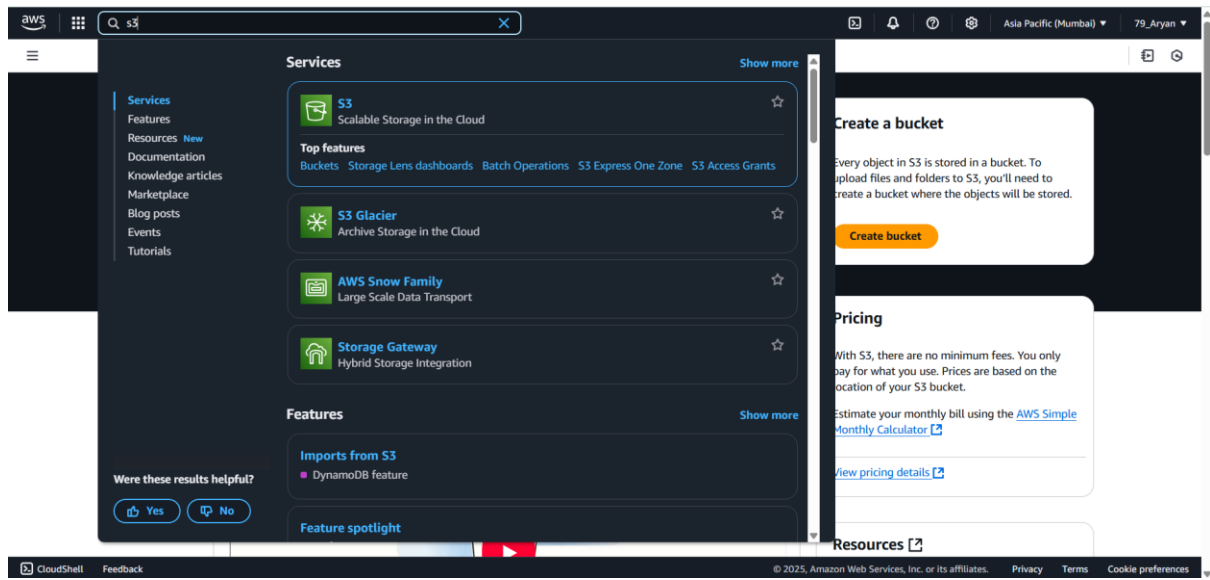 aws
s3
Asia Pacific (Mumbai)
79_Aryan
Services
Features
Resources New
Documentation
Knowledge articles
Marketplace
Blog posts
Events
Tutorials
Were these results helpful?
Yes
No
Services
Show more
S3
Scalable Storage in the Cloud
Top features
Buckets Storage Lens dashboards Batch Operations S3 Express One Zone S3 Access Grants
S3 Glacier
Archive Storage in the Cloud
AWS Snow Family
Large Scale Data Transport
Storage Gateway
Hybrid Storage Integration
Features
Show more
Imports from S3
DynamoDB feature
Feature spotlight
Create a bucket
Every object in S3 is stored in a bucket. To
upload files and folders to S3, you'll need to
create a bucket where the objects will be stored.
Create bucket
Pricing
With S3, there are no minimum fees. You only
pay for what you use. Prices are based on the
location of your S3 bucket.
Estimate your monthly bill using the AWS Simple
Monthly Calculator
View pricing details
Resources
CloudShell
Feedback
© 2025, Amazon Web Services, Inc. or its affiliates.
Privacy
Terms
Cookie preferences